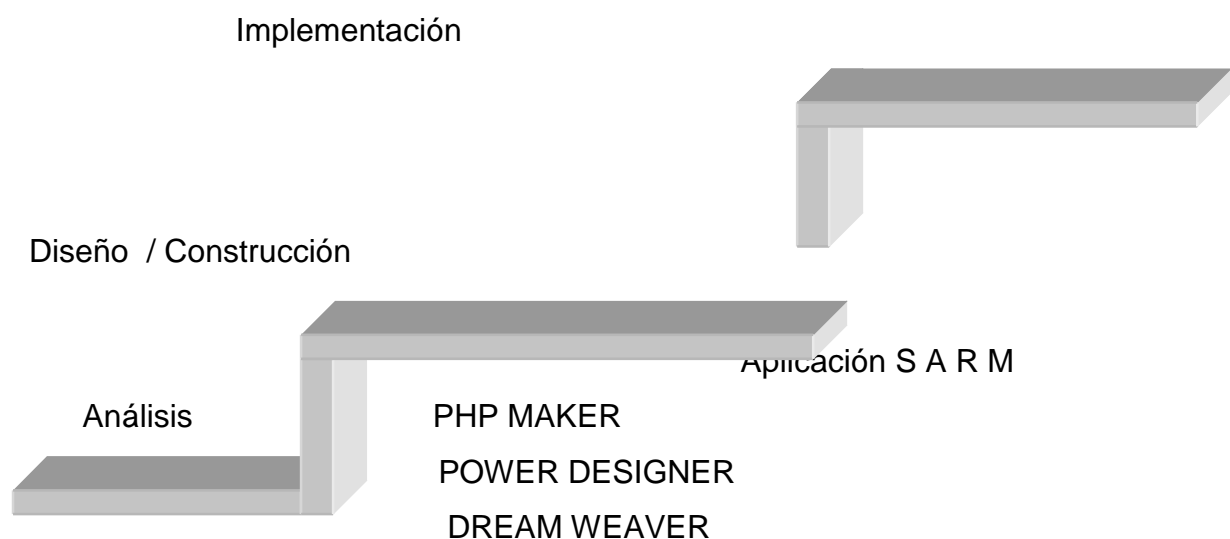 Implementación
Diseño / Construcción
Aplicación S A R M
Análisis
PHP MAKER
POWER DESIGNER
DREAM WEAVER